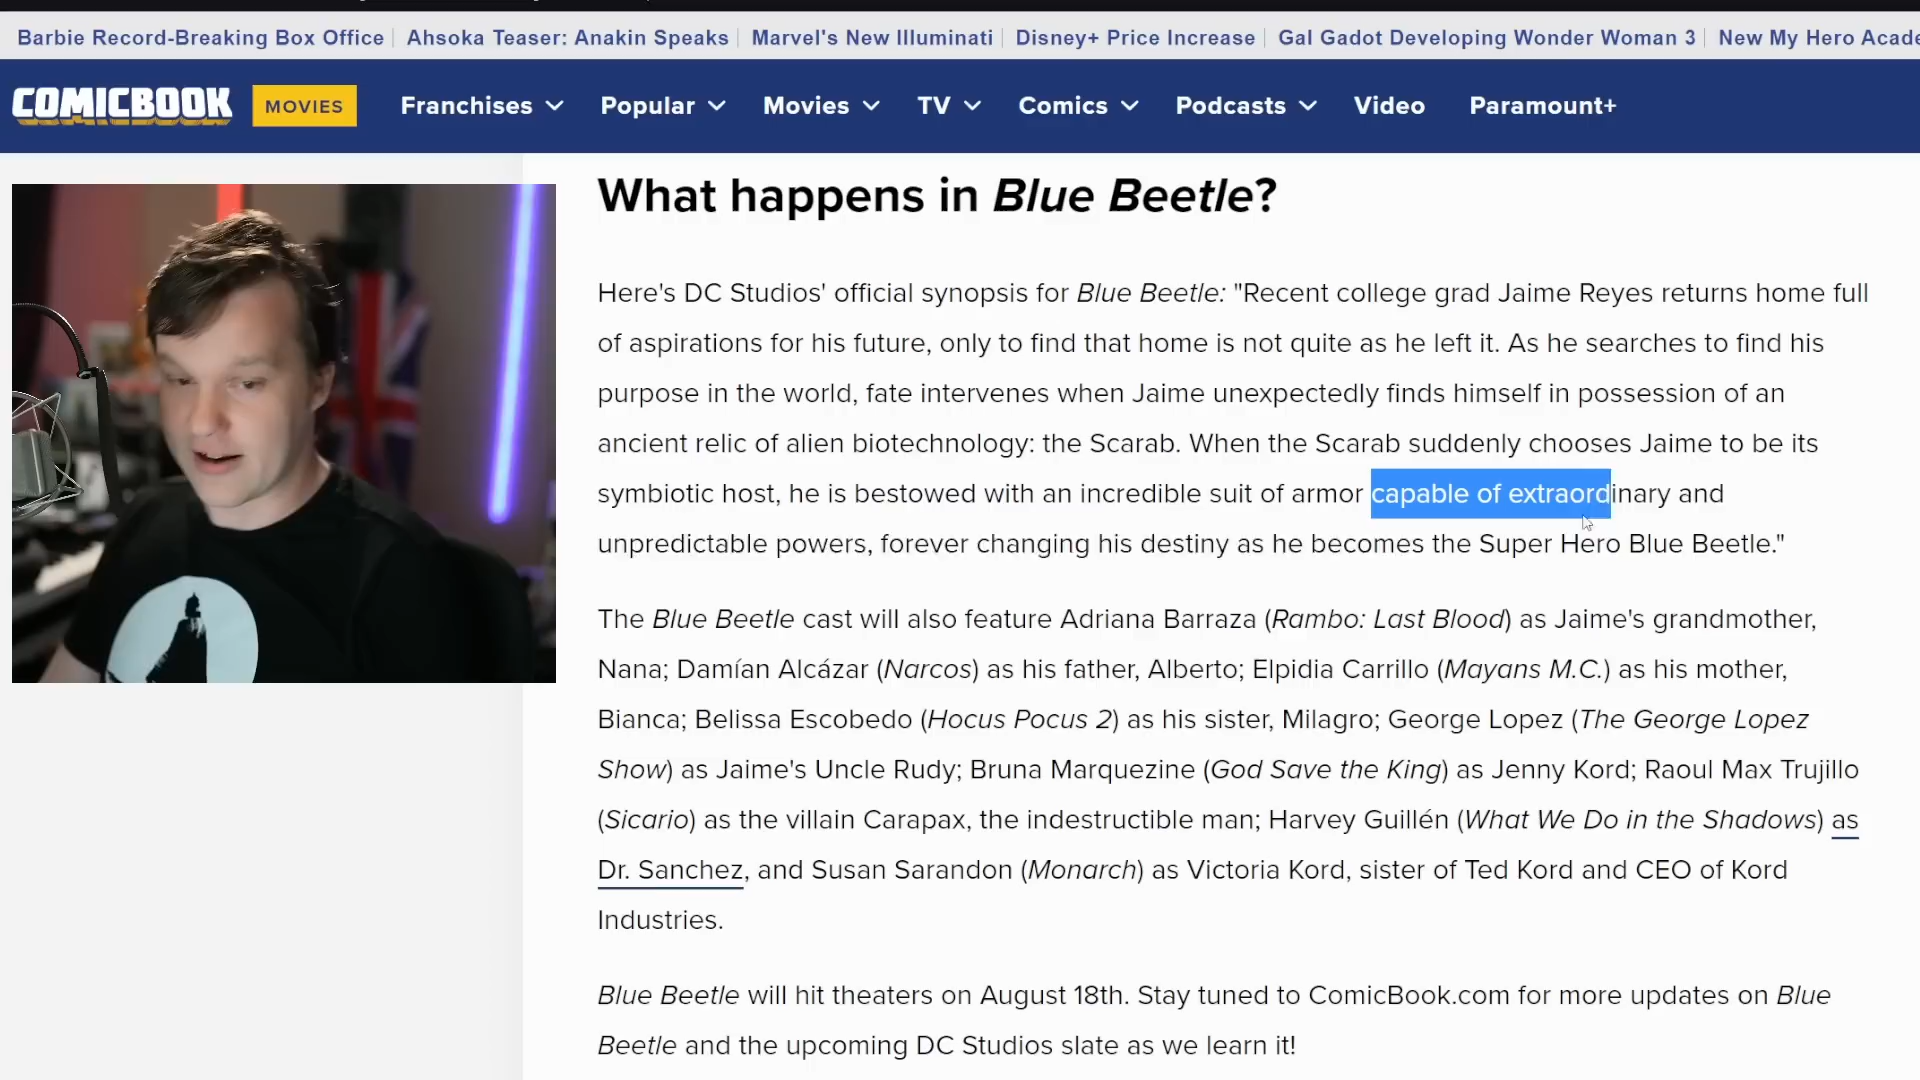 Barbie Record-Breaking Box Office
Ahsoka Teaser: Anakin Speaks
Marvel's New Illuminati
Disney+ Price Increase
Gal Gadot Developing Wonder Woman 3
New My Hero Acade
COMICBOOK
MOVIES
Franchises
Popular
Movies
TV
Comics
Podcasts
Video
Paramount+
What happens in Blue Beetle?
Here's DC Studios' official synopsis for Blue Beetle: "Recent college grad Jaime Reyes returns home full
of aspirations for his future, only to find that home is not quite as he left it. As he searches to find his
purpose in the world, fate intervenes when Jaime unexpectedly finds himself in possession of an
ancient relic of alien biotechnology: the Scarab. When the Scarab suddenly chooses Jaime to be its
symbiotic host, he is bestowed with an incredible suit of armor capable of extraordinary and
unpredictable powers, forever changing his destiny as he becomes the Super Hero Blue Beetle."
The Blue Beetle cast will also feature Adriana Barraza (Rambo: Last Blood) as Jaime's grandmother,
Nana; Damían Alcázar (Narcos) as his father, Alberto; Elpidia Carrillo (Mayans M.C.) as his mother,
Bianca; Belissa Escobedo (Hocus Pocus 2) as his sister, Milagro; George Lopez (The George Lopez
Show) as Jaime's Uncle Rudy; Bruna Marquezine (God Save the King) as Jenny Kord; Raoul Max Trujillo
(Sicario) as the villain Carapax, the indestructible man; Harvey Guillén (What We Do in the Shadows) as
Dr. Sanchez, and Susan Sarandon (Monarch) as Victoria Kord, sister of Ted Kord and CEO of Kord
Industries.
Blue Beetle will hit theaters on August 18th. Stay tuned to ComicBook.com for more updates on Blue
Beetle and the upcoming DC Studios slate as we learn it!